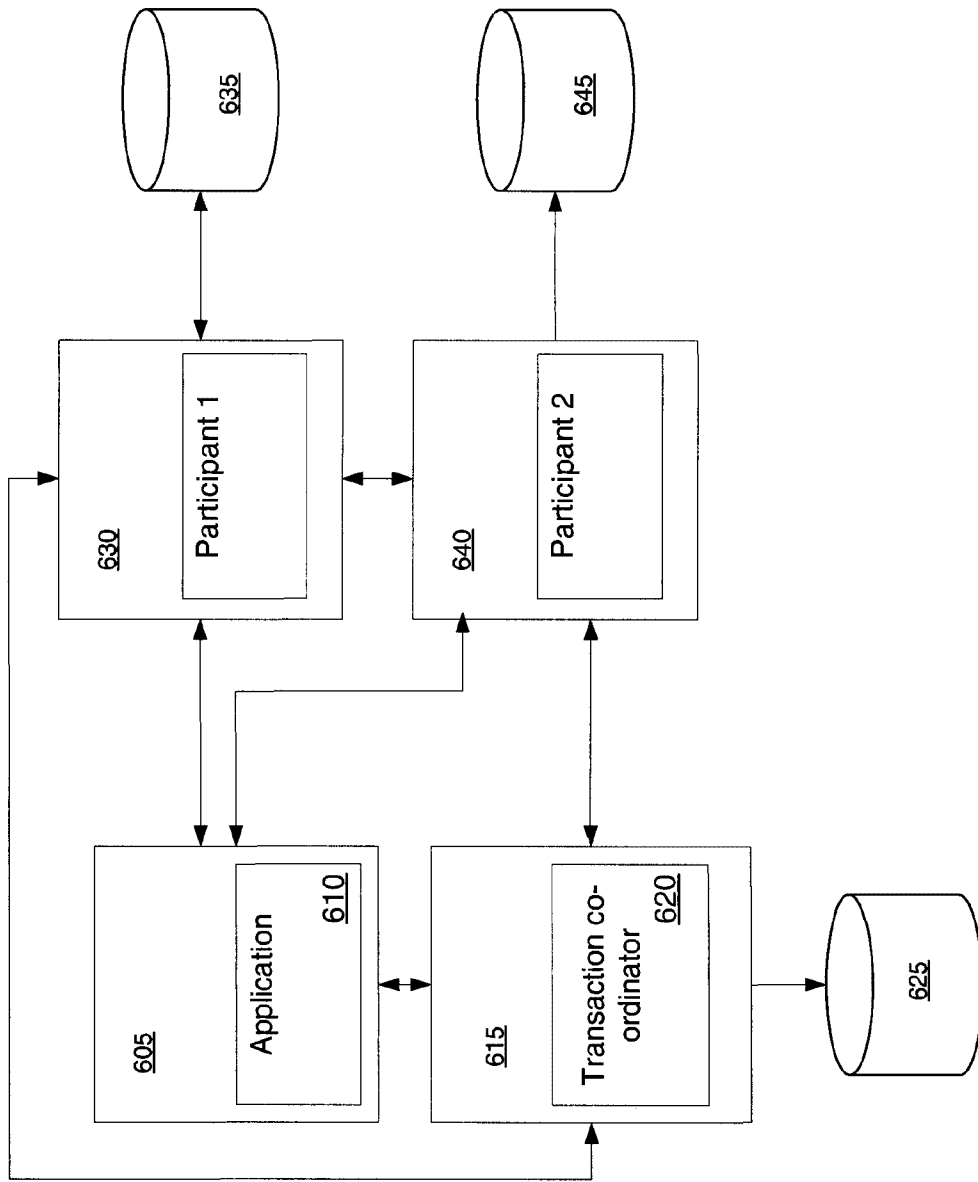 605
Application
610
630
Participant 1
635
615
Transaction co-
ordinator
620
640
Participant 2
645
625